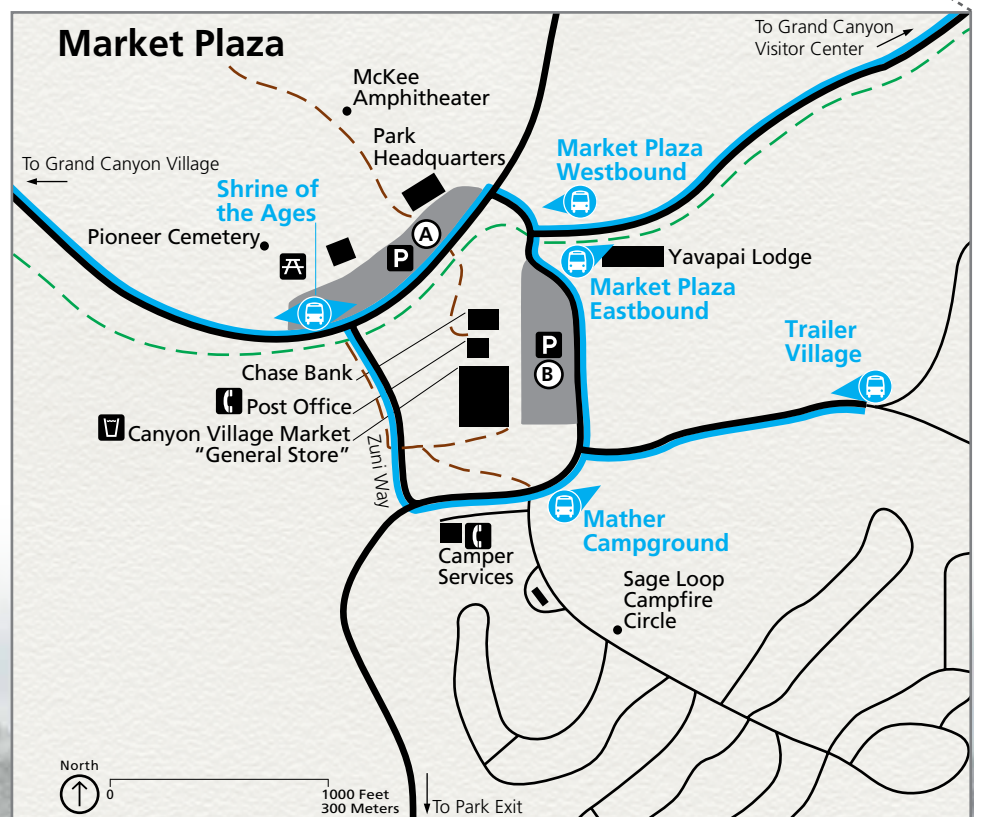 Market Plaza
To Grand Canyon
Visitor Center
McKee
Amphitheater
Park
Headquarters
Market Plaza
Westbound
To Grand Canyon Village
Shrine of
the Ages
A
Pioneer Cemetery
P
Yavapai Lodge
Market Plaza
Eastbound
Trailer
Village
P
B
Chase Bank
Post Office
Canyon Village Market
"General Store"
Zuni Way
Mather
Campground
Camper
Services
Sage Loop
Campfire
Circle
North
0
1000 Feet
300 Meters
To Park Exit